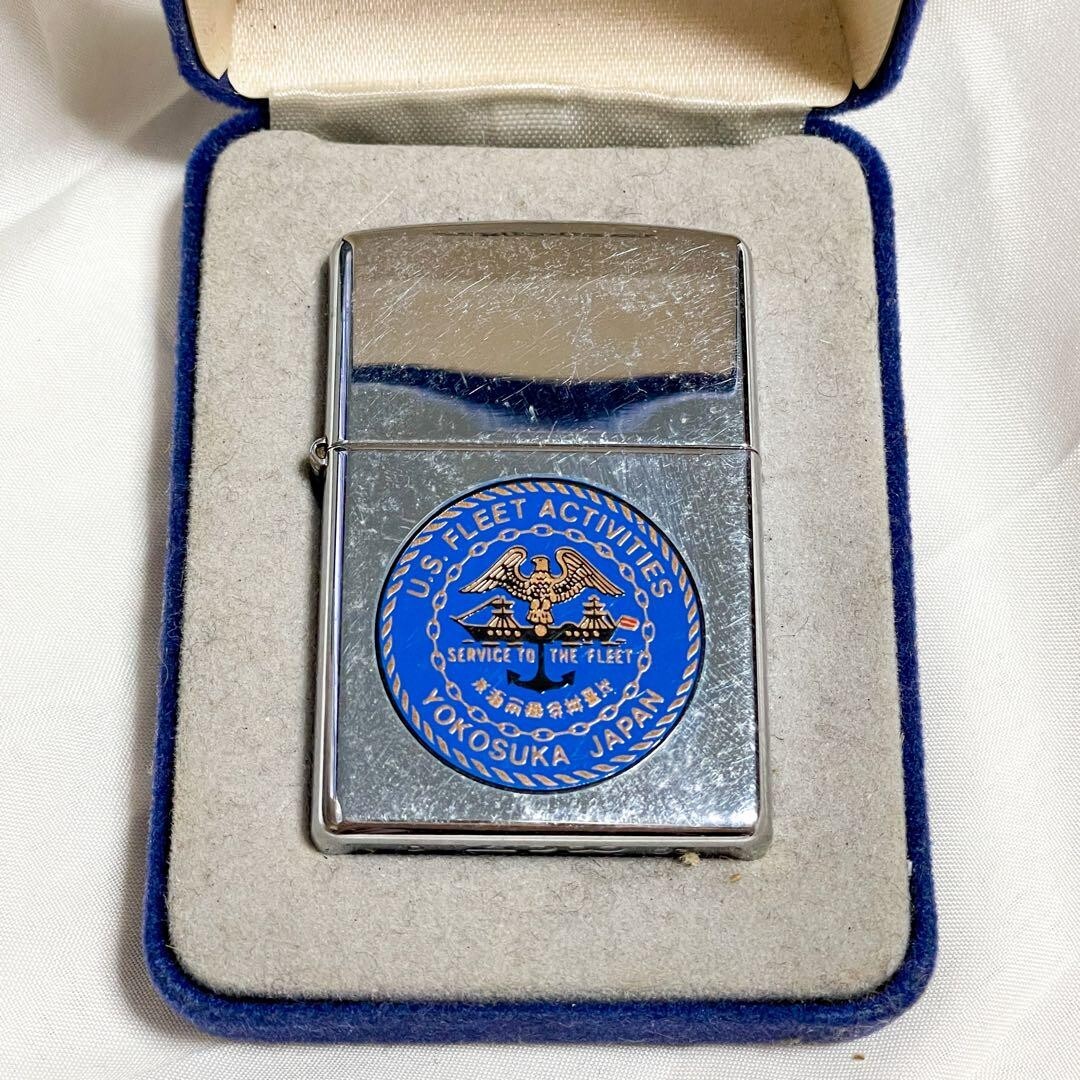 U.S. FLEET ACTIVITIES
SERVICE TO THE FLEET
YOKOSUKA JAPAN